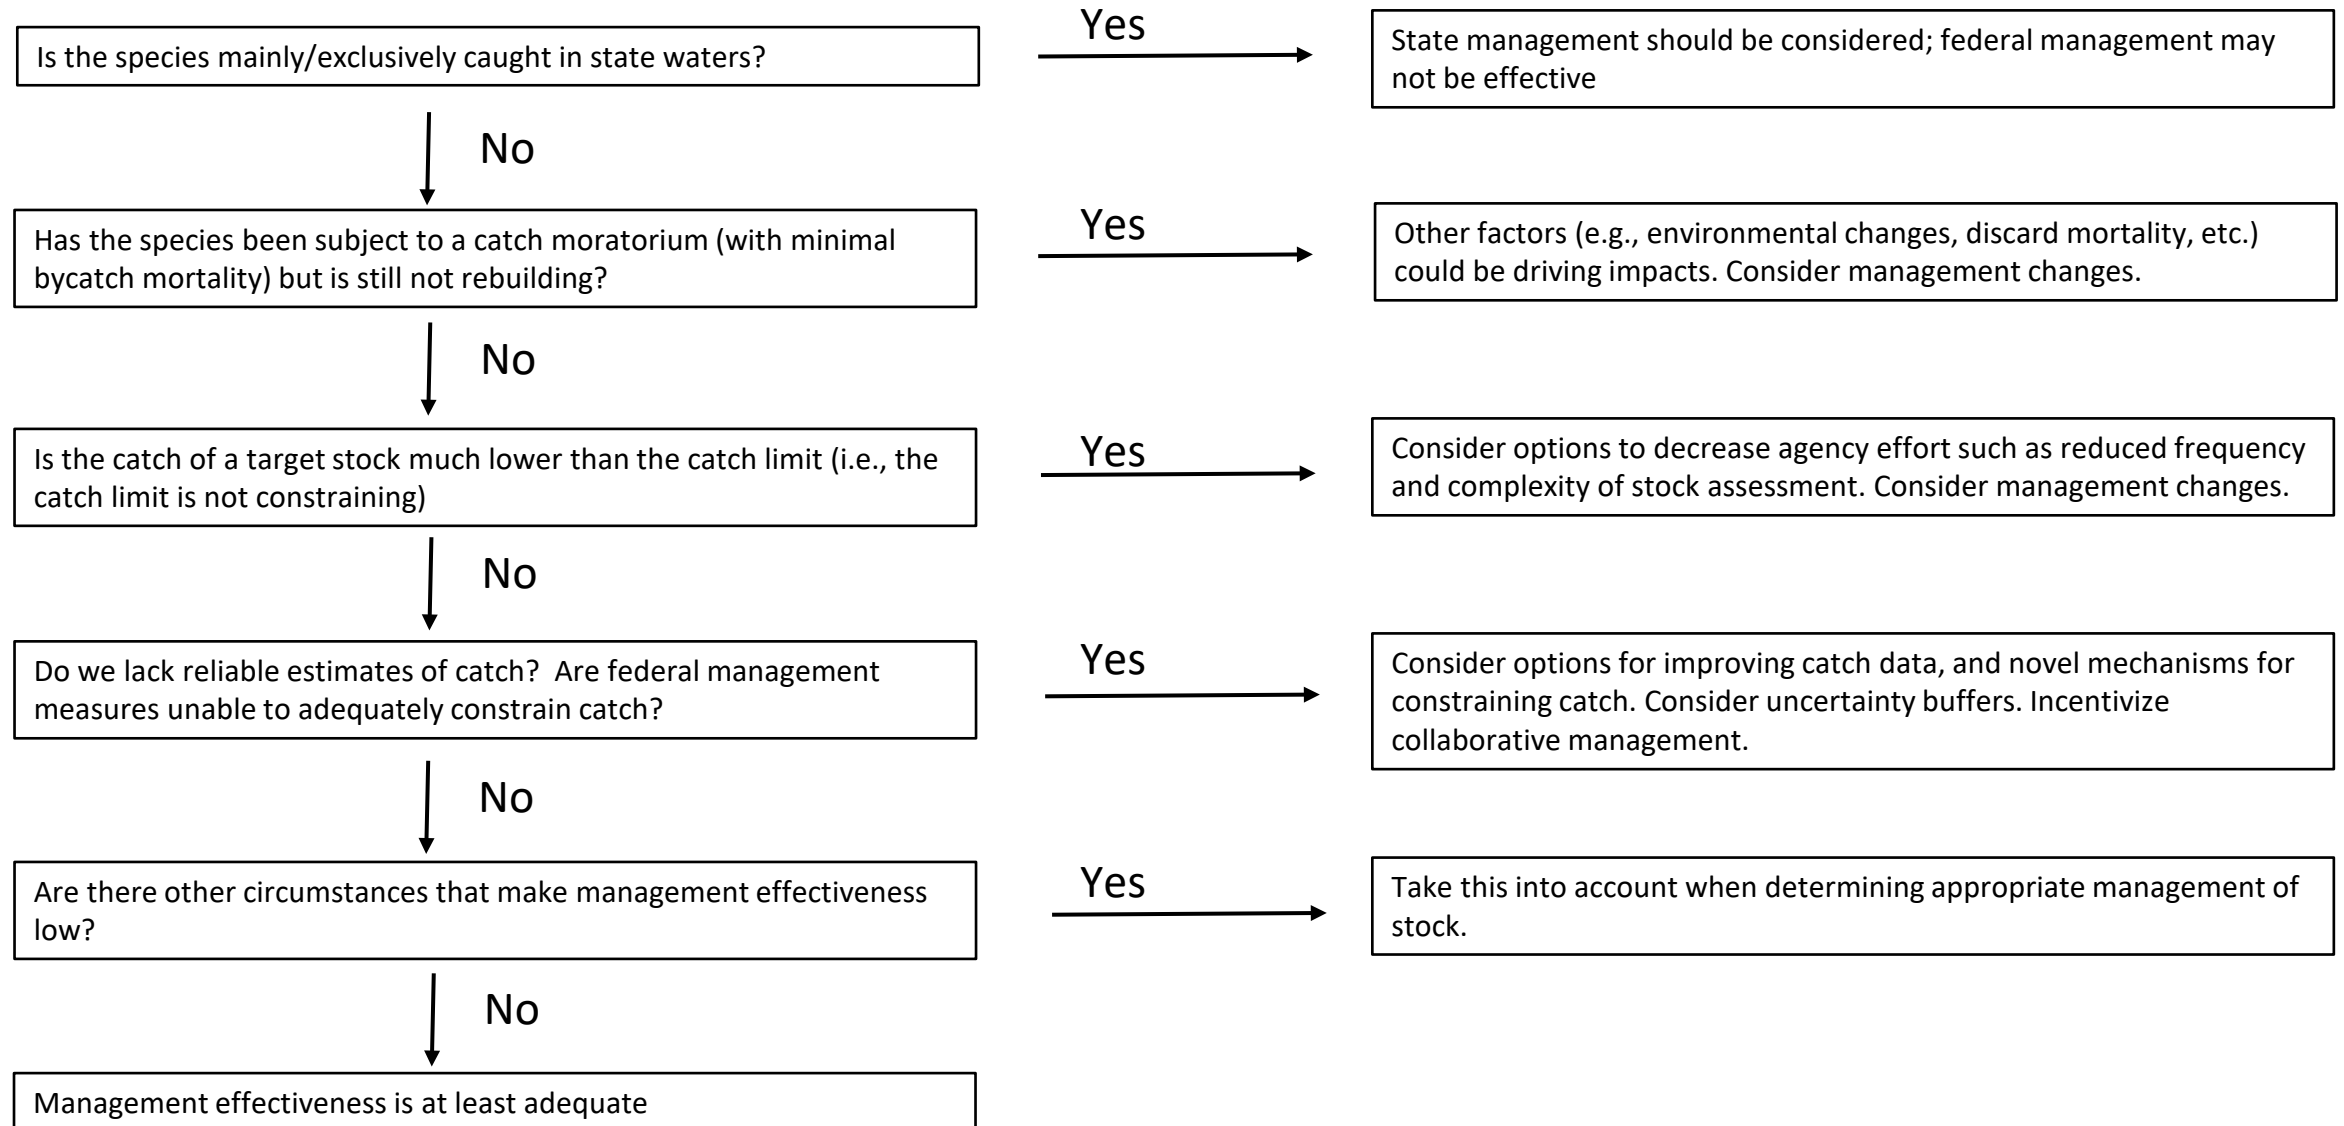 Yes
Is the species mainly/exclusively caught in state waters?
State management should be considered; federal management may
not be effective
No
Has the species been subject to a catch moratorium (with minimal
bycatch mortality) but is still not rebuilding?
Yes
Other factors (e.g., environmental changes, discard mortality, etc.)
could be driving impacts. Consider management changes.
No
Is the catch of a target stock much lower than the catch limit (i.e., the
catch limit is not constraining)
Yes
Consider options to decrease agency effort such as reduced frequency
and complexity of stock assessment. Consider management changes.
No
Do we lack reliable estimates of catch?  Are federal management
measures unable to adequately constrain catch?
Yes
Consider options for improving catch data, and novel mechanisms for
constraining catch. Consider uncertainty buffers. Incentivize
collaborative management.
No
Are there other circumstances that make management effectiveness
low?
Yes
Take this into account when determining appropriate management of
stock.
No
Management effectiveness is at least adequate